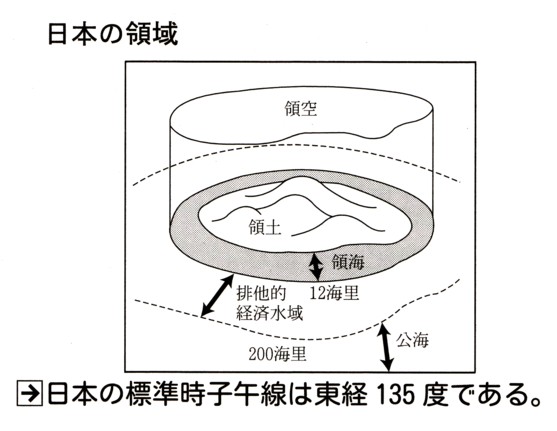 日本の領域
領空
領土
領海
12海里
排他的
経済水域
200海里
公海
→日本の標準時子午線は東経 135 度である。